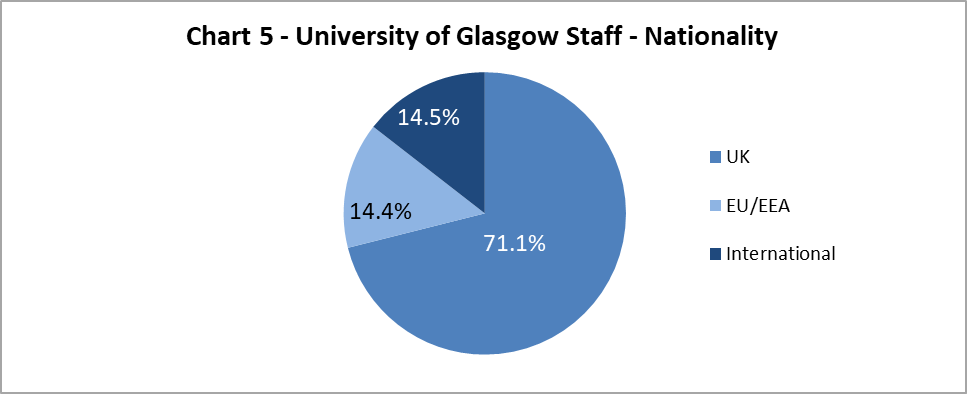 Chart 5 - University of Glasgow Staff - Nationality
14.5%
14.4%
71.1%
UK
EU/EEA
International